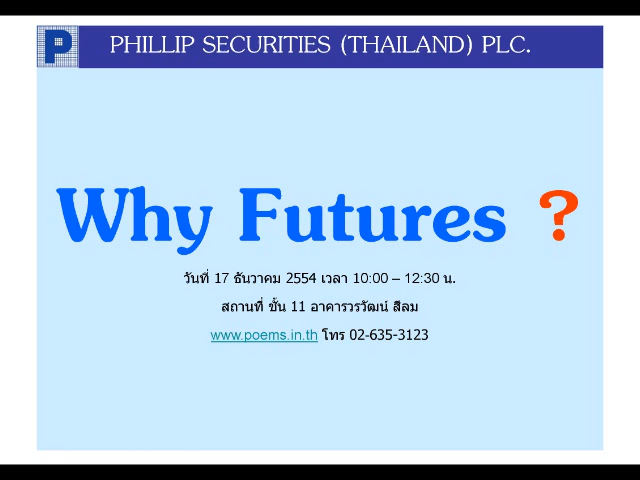 P
PHILLIP SECURITIES (THAILAND) PLC.
Why Futures ?
วันที่ 17 ธันวาคม 2554 เวลา 10:00 – 12:30 น.
สถานที่ ชั้น 11 อาคารวรวัฒน์ สีลม
www.poems.in.th โทร 02-635-3123